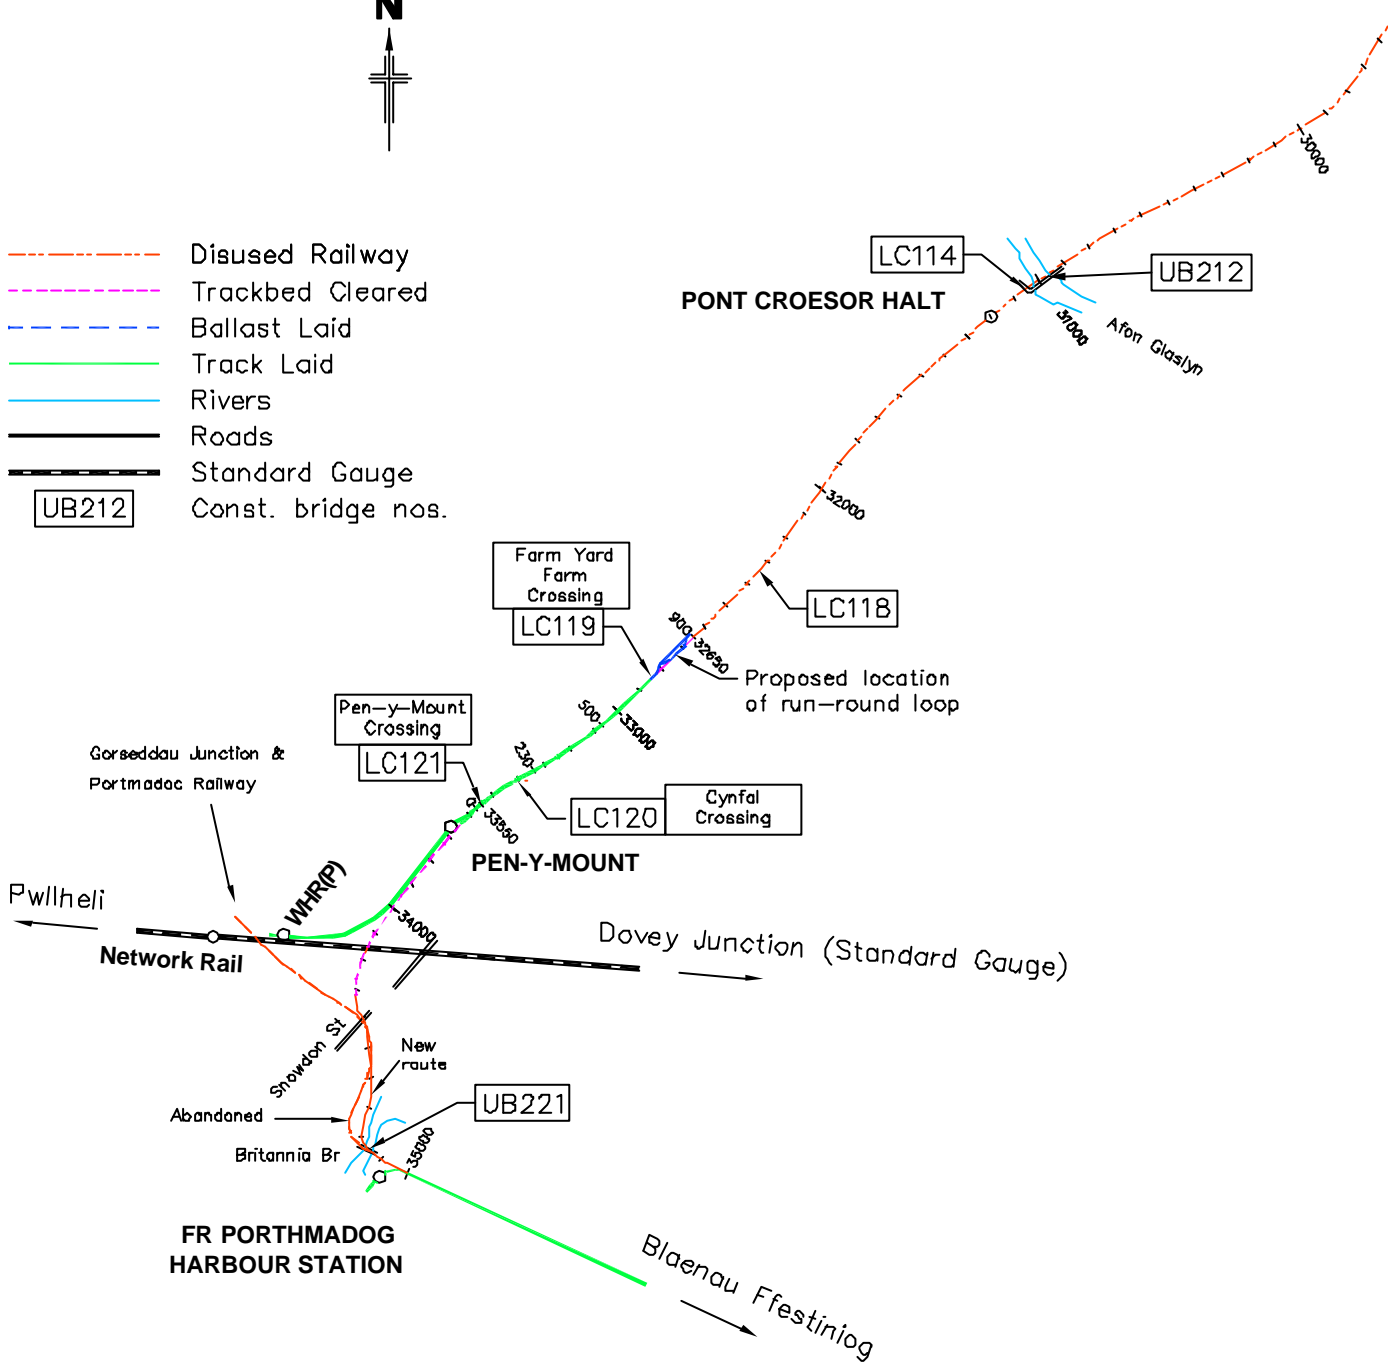 N
Disused Railway
Trackbed Cleared
Ballast Laid
Track Laid
Rivers
Roads
Standard Gauge
UB212
Const. bridge nos.
30000
LC114
UB212
PONT CROESOR HALT
31000
Afon Glaslyn
32000
LC118
Farm Yard
Farm
Crossing
LC119
900
32650
Proposed location
of run-round loop
500
33000
Pen-y-Mount
Crossing
LC121
230
LC120
Cynfal
Crossing
0
33550
PEN-Y-MOUNT
Gorseddau Junction &
Portmadoc Railway
WHR(P)
34000
Pwllheli
Network Rail
Dovey Junction (Standard Gauge)
Snowdon St
New
route
Abandoned
UB221
Britannia Br
35000
FR PORTHMADOG
HARBOUR STATION
Blaenau Ffestiniog